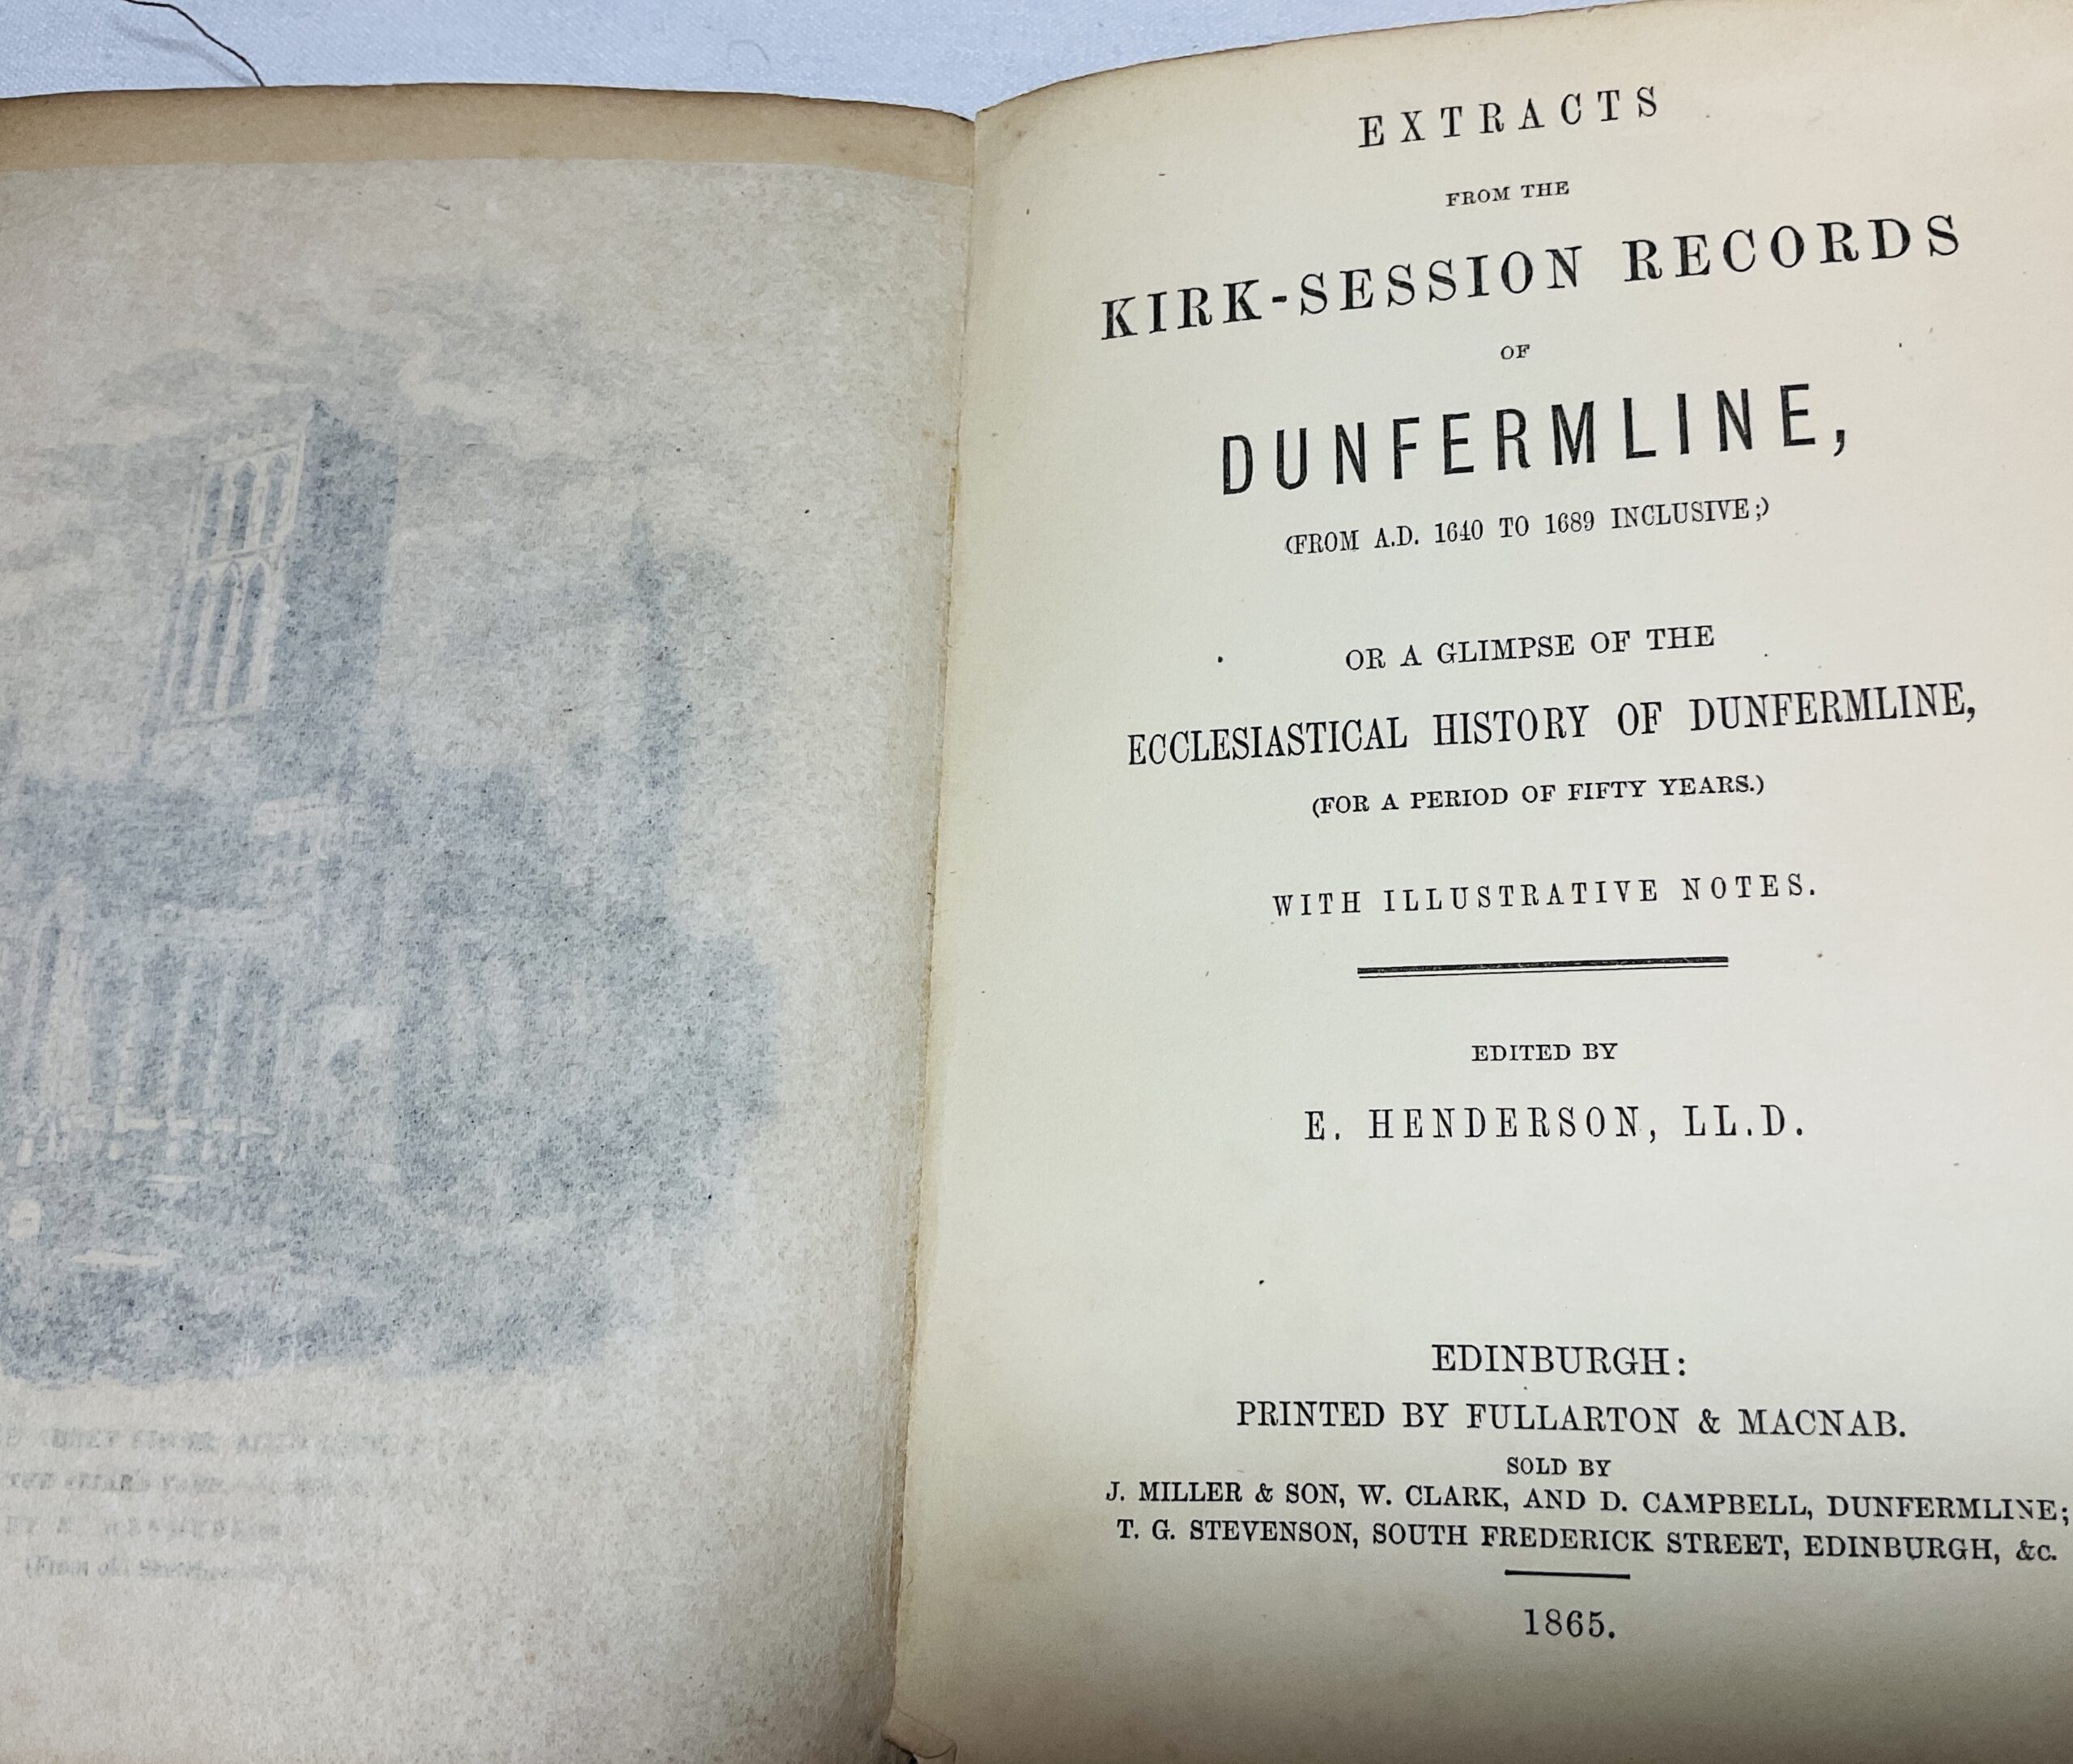 EXTRACTS
FROM THE
KIRK-SESSION RECORDS
OF
DUNFERMLINE,
(FROM A.D. 1640 TO 1689 INCLUSIVE;)
OR A GLIMPSE OF THE
ECCLESIASTICAL HISTORY OF DUNFERMLINE,
(FOR A PERIOD OF FIFTY YEARS.)
WITH ILLUSTRATIVE NOTES.
EDITED BY
E. HENDERSON, LL.D.
EDINBURGH:
PRINTED BY FULLARTON & MACNAB.
SOLD BY
J. MILLER & SON, W. CLARK, AND D. CAMPBELL, DUNFERMLINE;
T. G. STEVENSON, SOUTH FREDERICK STREET, EDINBURGH, &c.
1865.